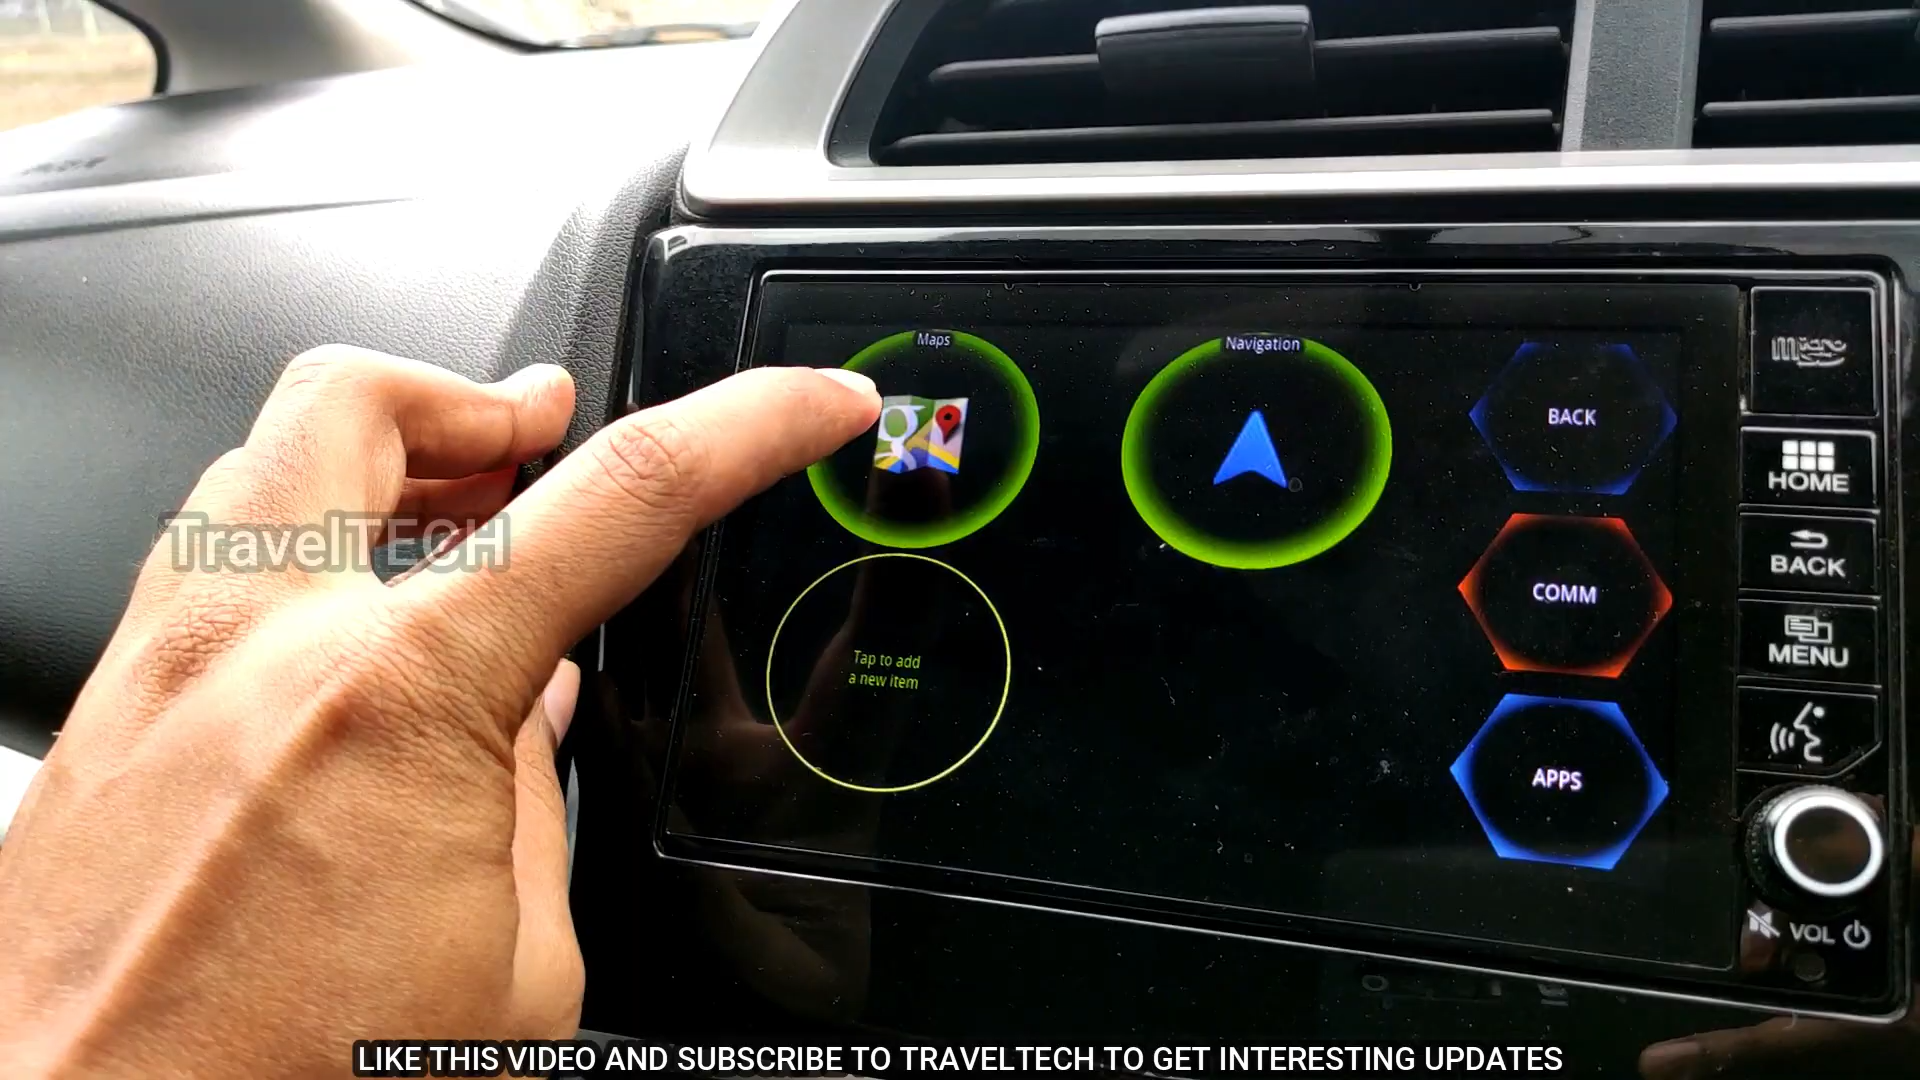 Maps
Navigation
BACK
micro
HOME
BACK
TravelTECH
COMM
Tap to add
a new item
MENU
APPS
VOL
LIKE THIS VIDEO AND SUBSCRIBE TO TRAVELTECH TO GET INTERESTING UPDATES